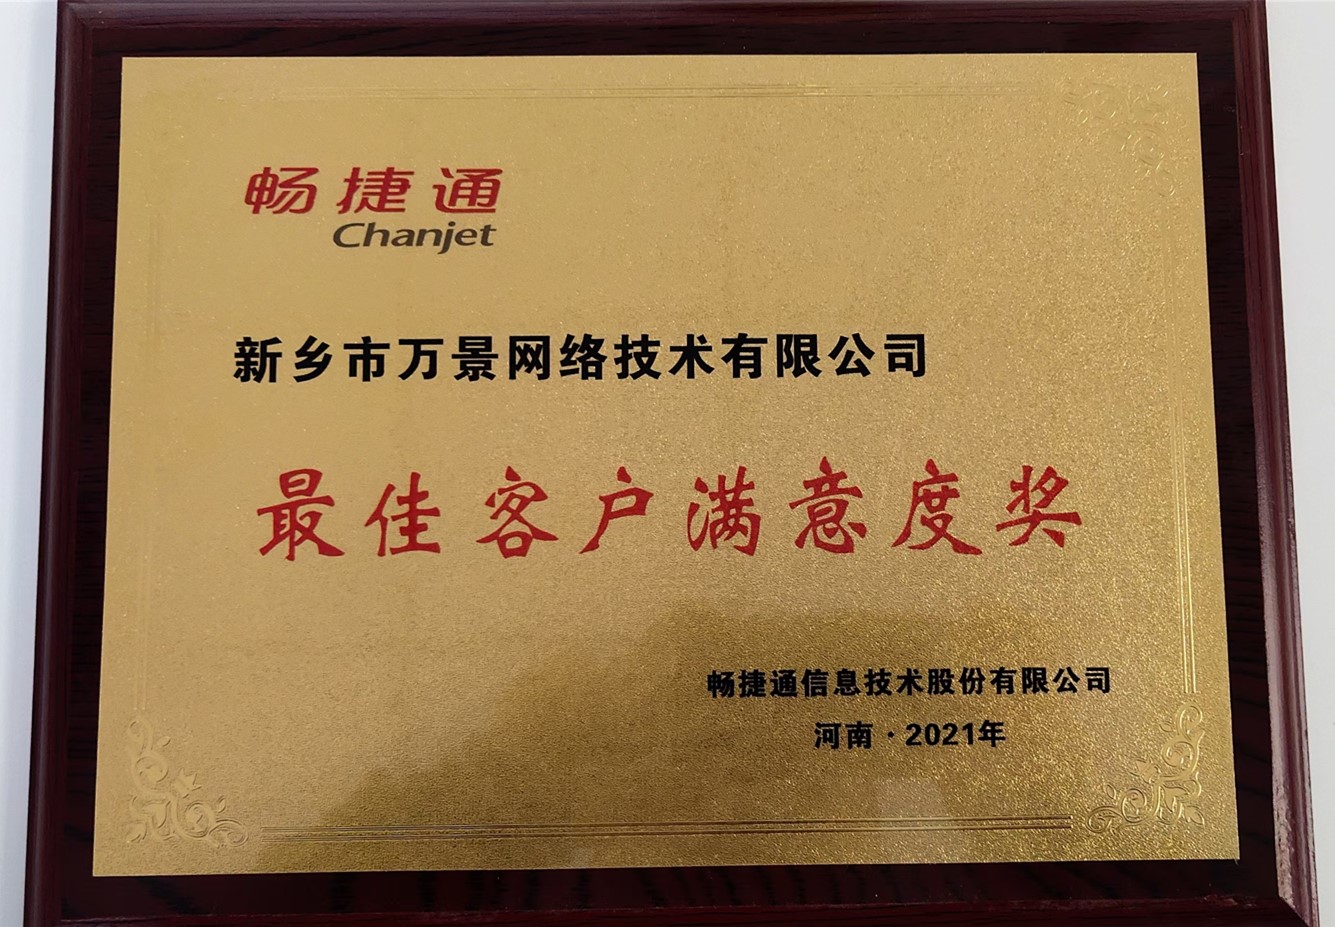 畅捷通
Chanjet
新乡市万景网络技术有限公司
最佳客户满意度奖
畅捷通信息技术股份有限公司
河南·2021年